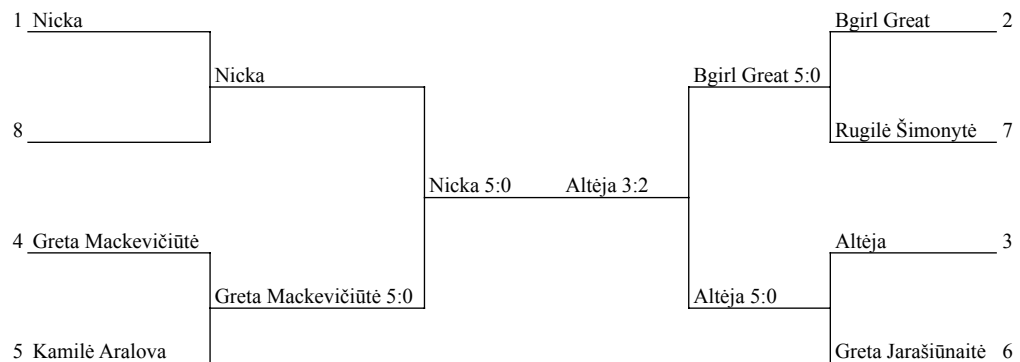 1 Nicka
Bgirl Great 2
Nicka
Bgirl Great 5:0
8
Rugilė Šimonytė 7
Nicka 5:0
Altėja 3:2
4 Greta Mackevičiūtė
Altėja 3
Greta Mackevičiūtė 5:0
Altėja 5:0
5 Kamilė Aralova
Greta Jarašiūnaitė 6